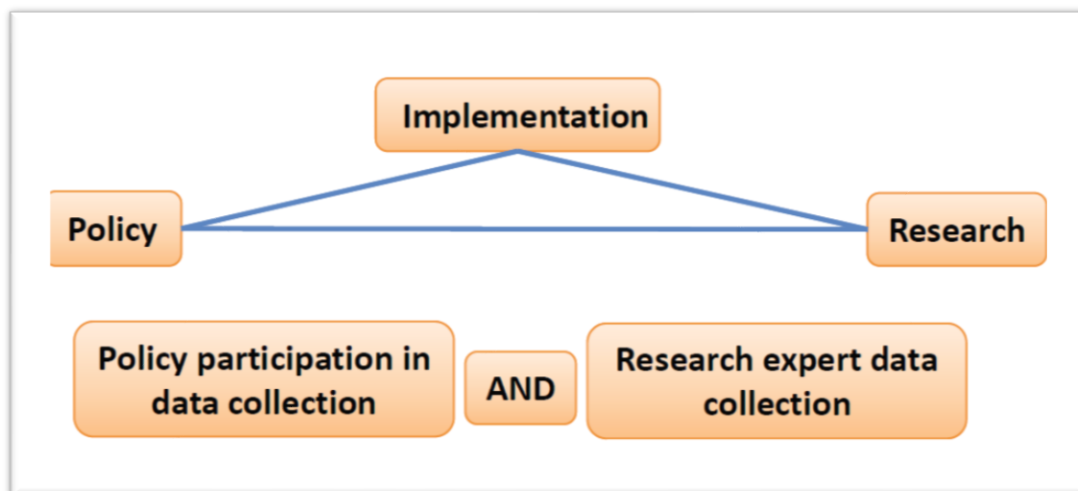 Implementation
Policy
Research
Policy participation in
data collection
AND
Research expert data
collection